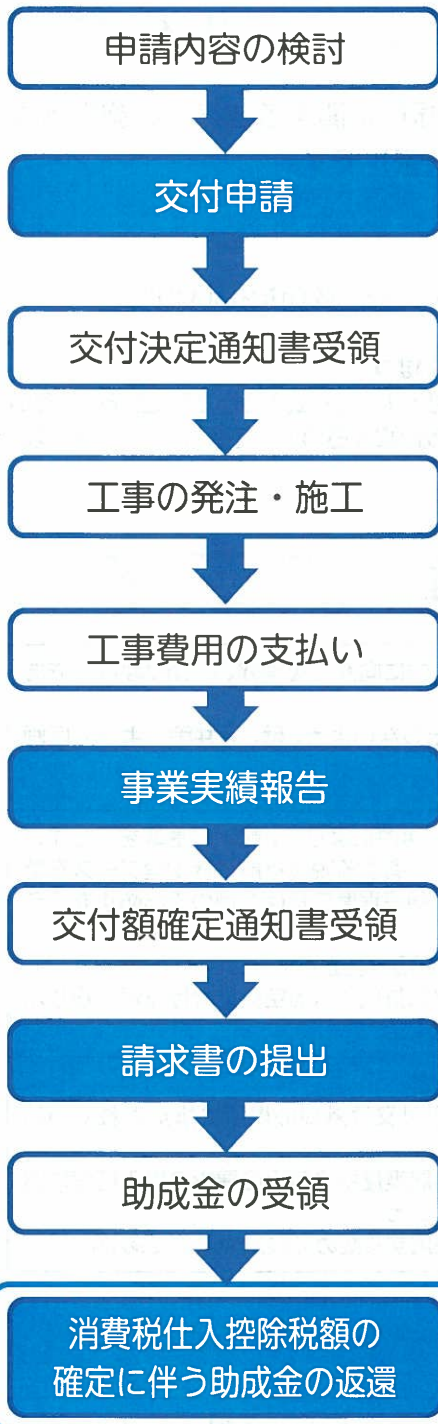 申請内容の検討
交付申請
交付決定通知書受領
工事の発注・施工
工事費用の支払い
事業実績報告
交付額確定通知書受領
請求書の提出
助成金の受領
消費税仕入控除税額の
確定に伴う助成金の返還